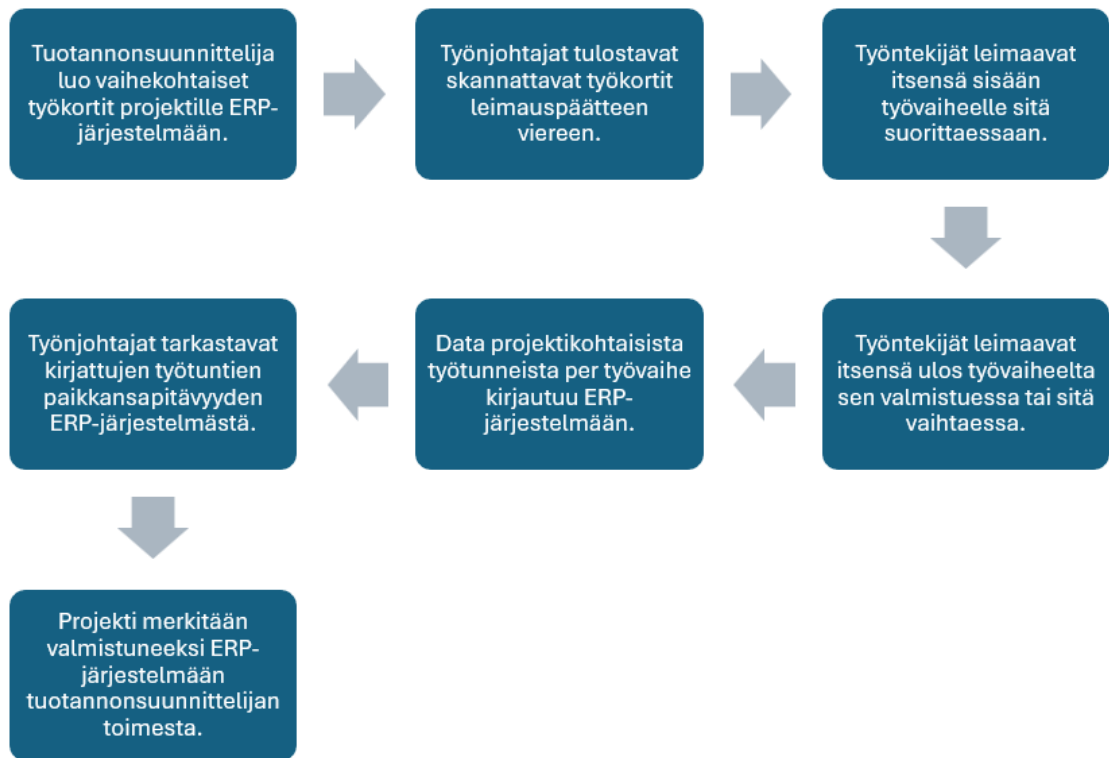 Tuotannonsuunnittelija
luo vaihekohtaiset
työkortit projektille ERP-
järjestelmään.
Työnjohtajat tulostavat
skannattavat työkortit
leimauspäätteen
viereen.
Työntekijät leimaavat
itsensä sisään
työvaiheelle sitä
suorittaessaan.
Työntekijät leimaavat
itsensä ulos työvaiheelta
sen valmistuessa tai sitä
vaihtaessa.
Data projektikohtaisista
työtunneista per työvaihe
kirjautuu ERP-
järjestelmään.
Työnjohtajat tarkastavat
kirjattujen työtuntien
paikkansapitävyyden
ERP-järjestelmästä.
Projekti merkitään
valmistuneeksi ERP-
järjestelmään
tuotannonsuunnittelijan
toimesta.